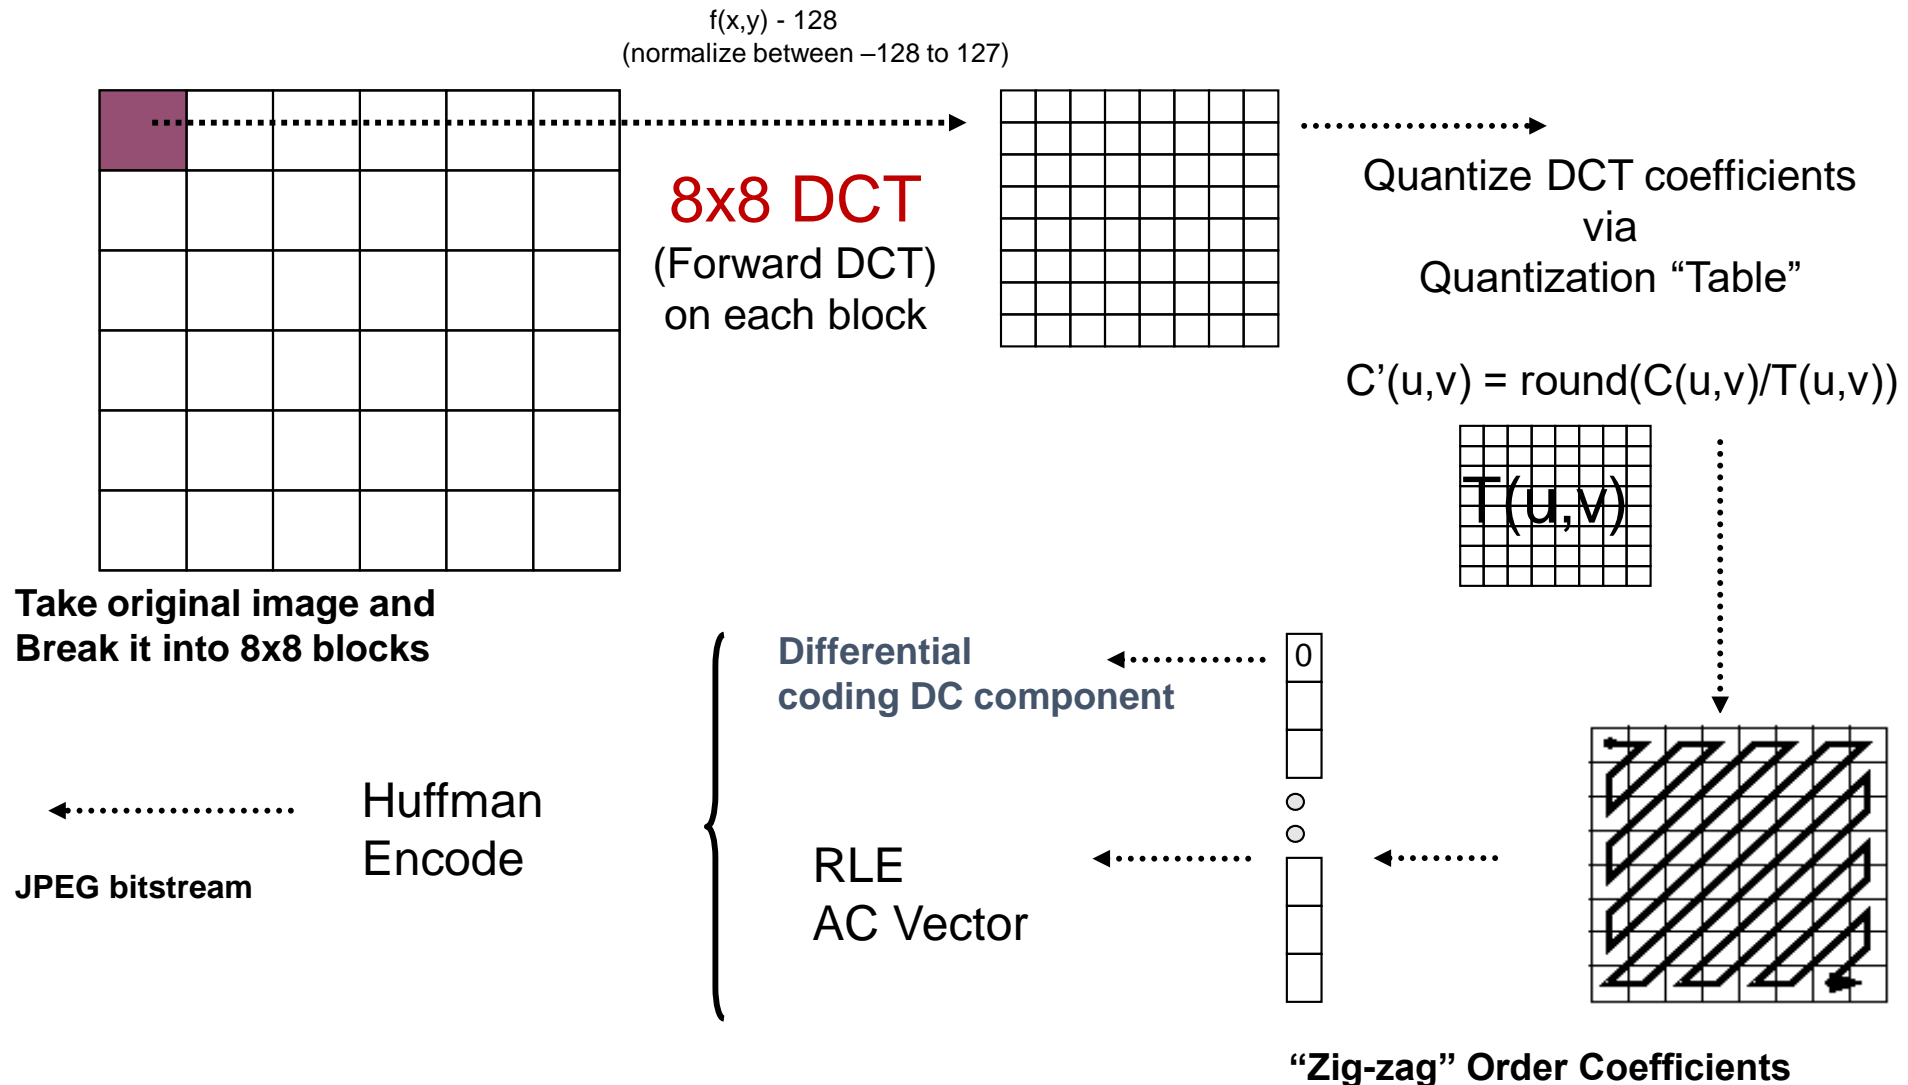 f(x,y) - 128
(normalize between –128 to 127)
8x8 DCT
(Forward DCT)
on each block
Quantize DCT coefficients
via
Quantization “Table”
C’(u,v) = round(C(u,v)/T(u,v))
T(u,v)
Take original image and
Break it into 8x8 blocks
Differential
coding DC component
0
Huffman
Encode
RLE
AC Vector
JPEG bitstream
“Zig-zag” Order Coefficients